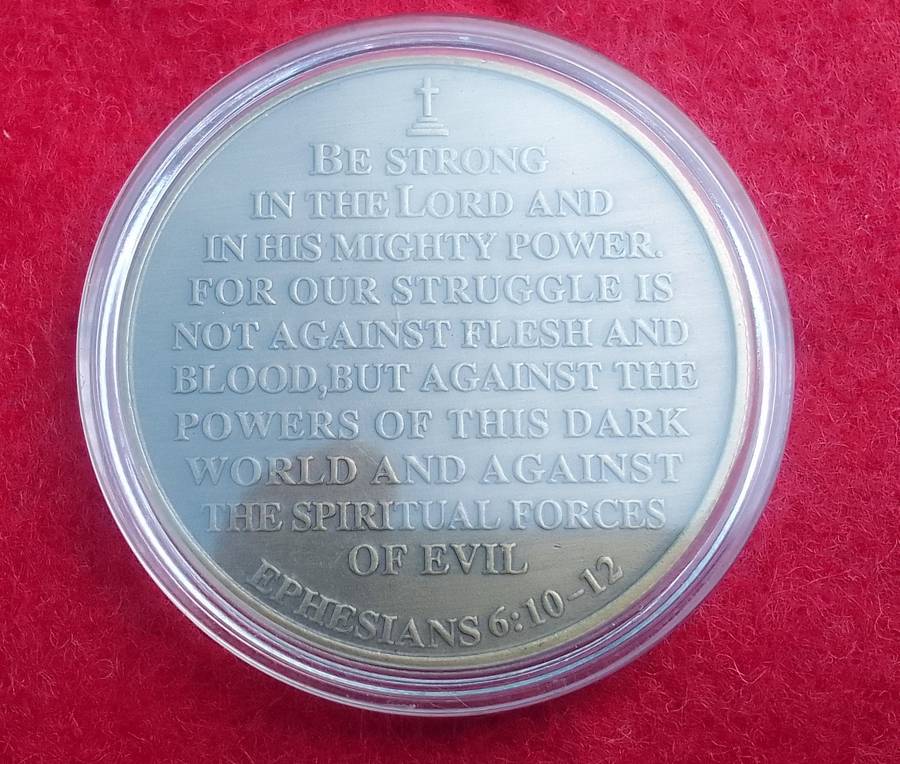 BE STRONG
IN THE LORD AND
IN HIS MIGHTY POWER.
FOR OUR STRUGGLE IS
NOT AGAINST FLESH AND
BLOOD,BUT AGAINST THE
POWERS OF THIS DARK
WORLD AND AGAINST
THE SPIRITUAL FORCES
OF EVIL
EPHESIANS 6:10-12